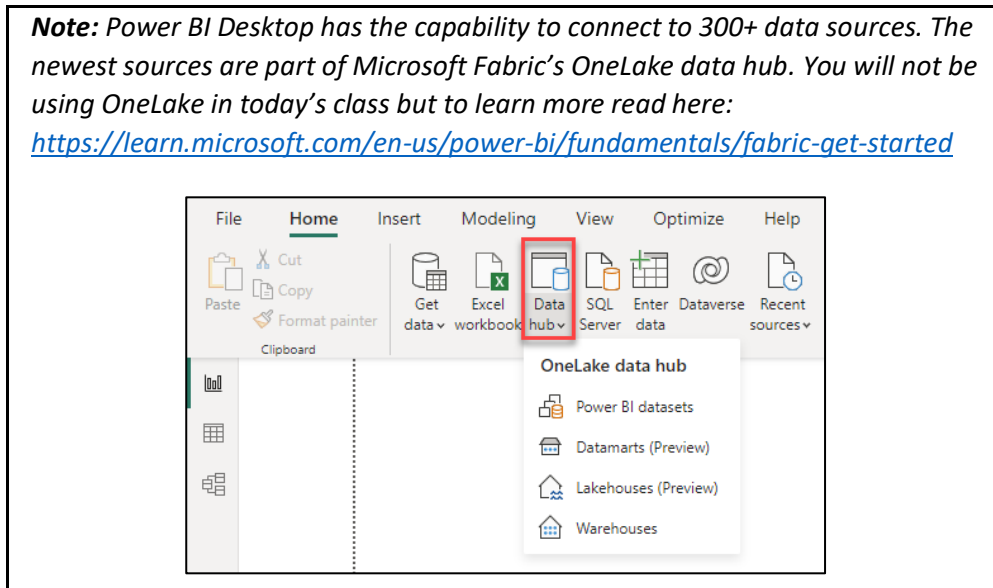 Note: Power BI Desktop has the capability to connect to 300+ data sources. The
newest sources are part of Microsoft Fabric's OneLake data hub. You will not be
using OneLake in today's class but to learn more read here:
https://learn.microsoft.com/en-us/power-bi/fundamentals/fabric-get-started
File Home Insert Modeling View Optimize Help
Cut
Copy
Format painter
Paste
Clipboard
Get data
Excel workbook
Data hub
SQL Server
Enter data
Dataverse
Recent sources
OneLake data hub
Power BI datasets
Datamarts (Preview)
Lakehouses (Preview)
Warehouses